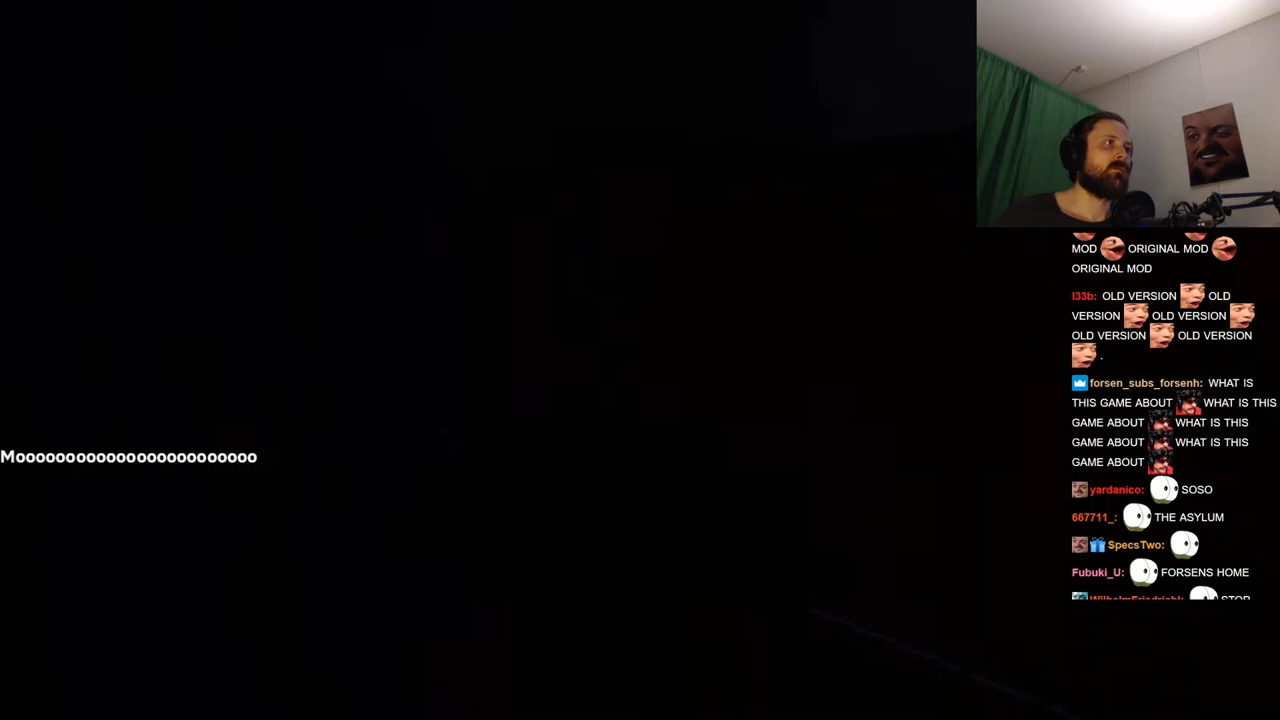 MOD ORIGINAL MOD
ORIGINAL MOD
l33b: OLD VERSION OLD
VERSION OLD VERSION
OLD VERSION OLD VERSION
.
forsen_subs_forsenh: WHAT IS
THIS GAME ABOUT WHAT IS THIS
GAME ABOUT WHAT IS THIS
GAME ABOUT WHAT IS THIS
GAME ABOUT
Mooooooooooooooooooooooooo
yardanico: SOSO
667711_: THE ASYLUM
SpecsTwo:
Fubuki_U: FORSENS HOME
STOP